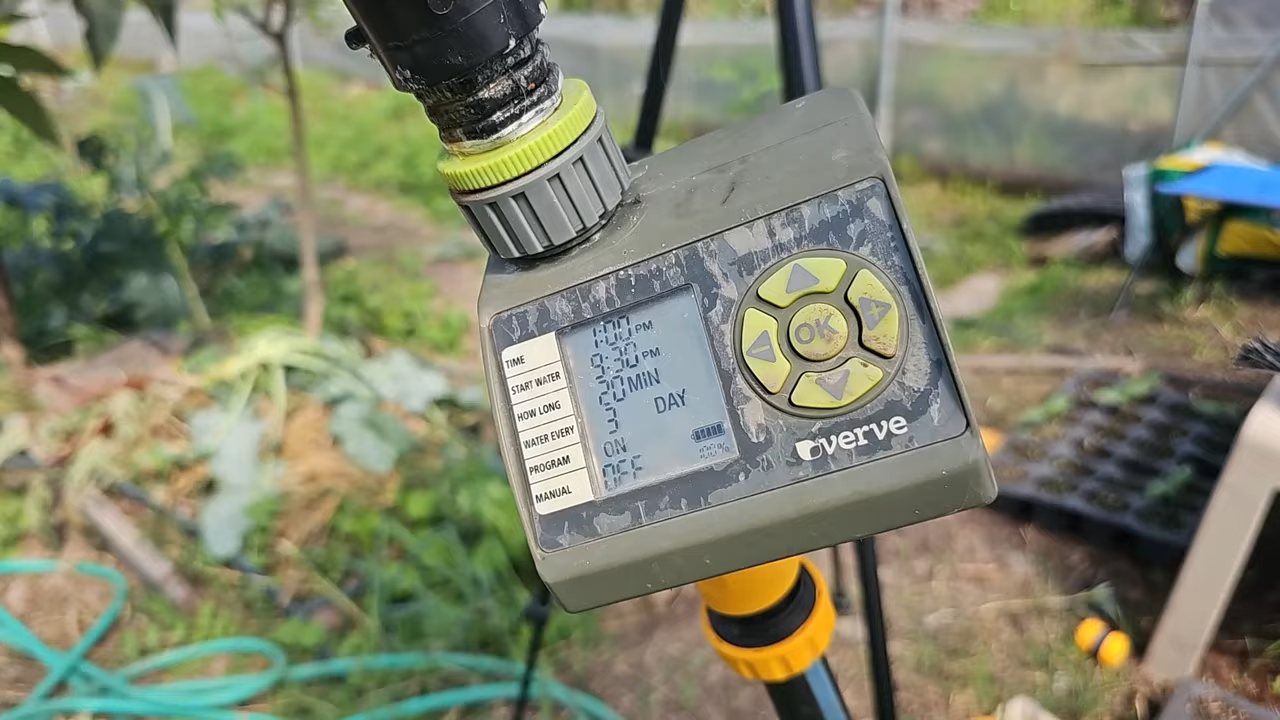 TIME 1:00 PM
START WATER 9:30 PM
HOW LONG 20 MIN
WATER EVERY 3 DAY
PROGRAM ON
MANUAL OFF
100%
OK
verve